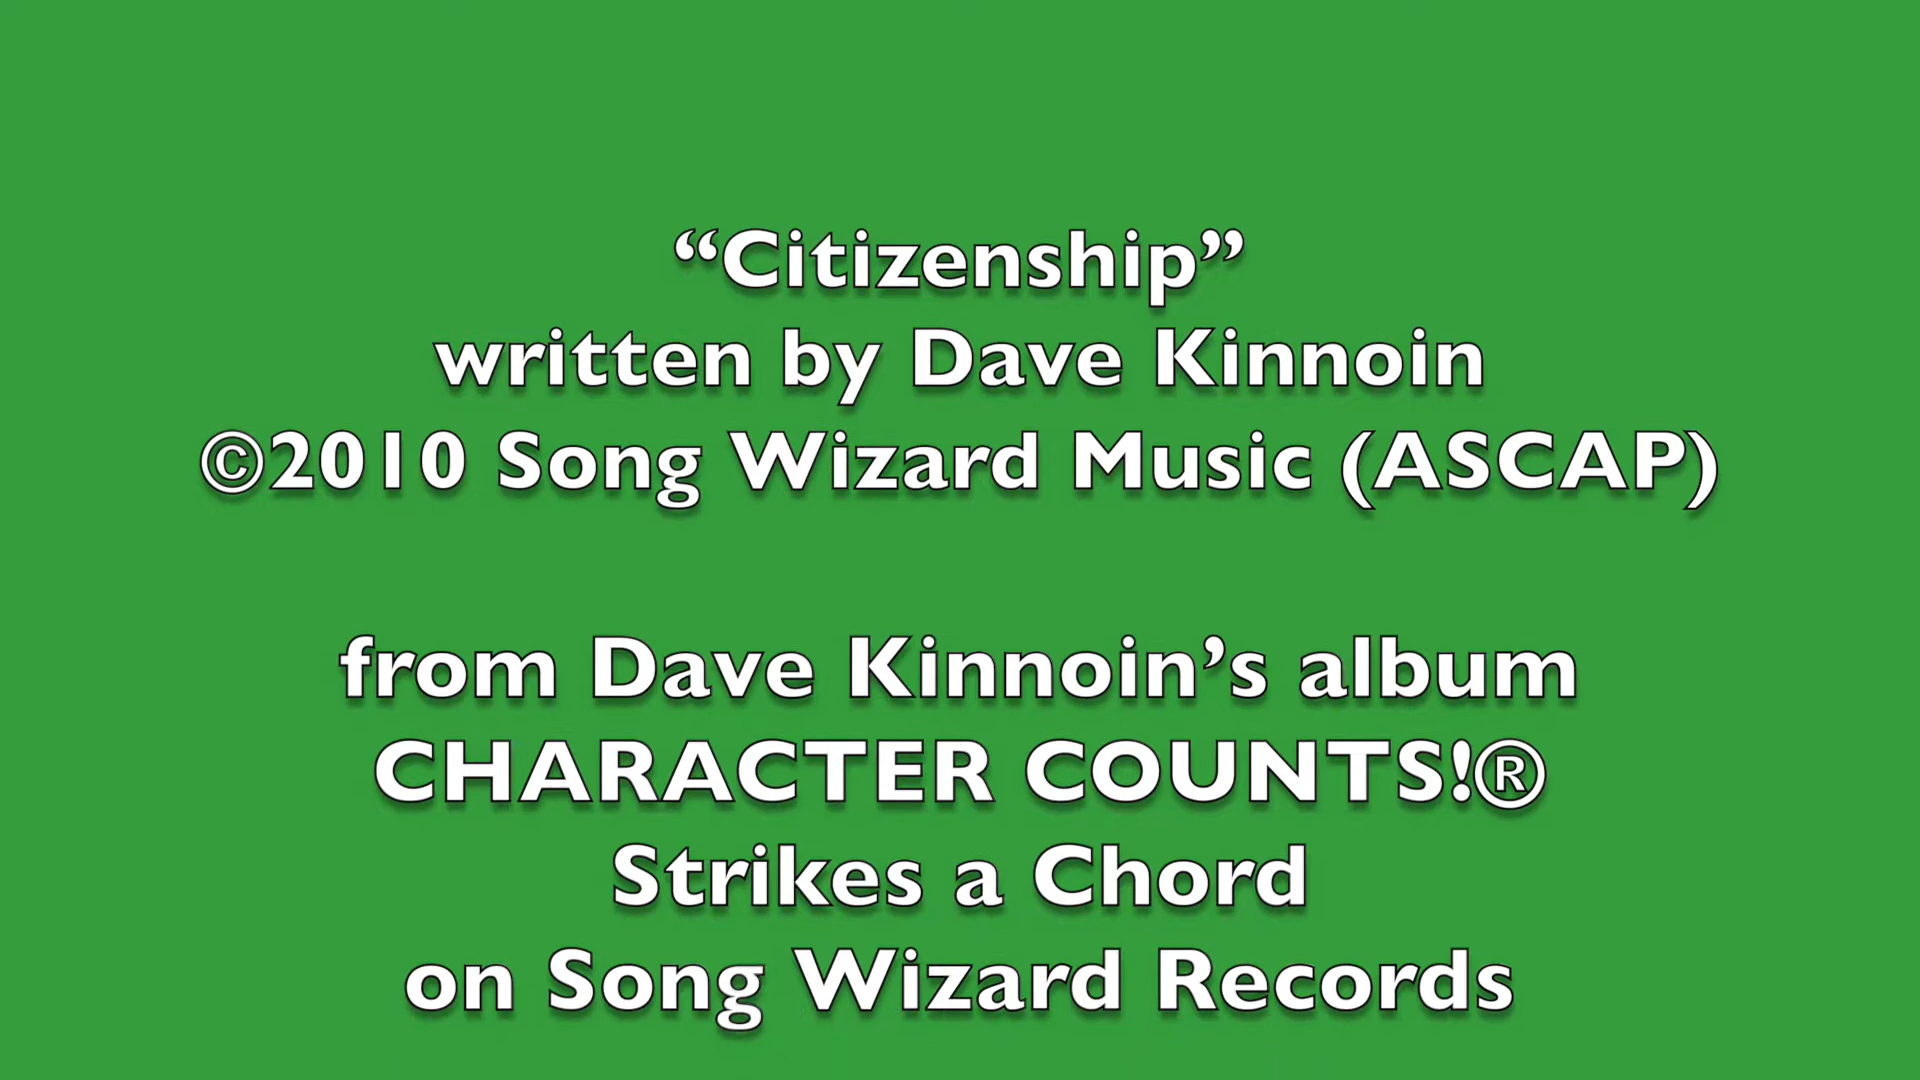 “Citizenship”
written by Dave Kinnoin
©2010 Song Wizard Music (ASCAP)
from Dave Kinnoin’s album
CHARACTER COUNTS!®
Strikes a Chord
on Song Wizard Records